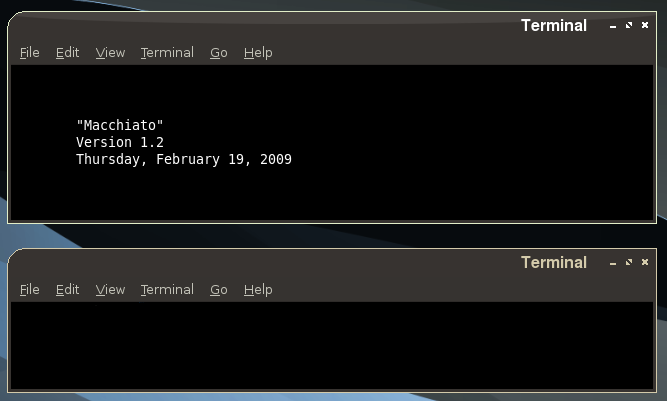 Terminal
File Edit View Terminal Go Help
"Macchiato"
Version 1.2
Thursday, February 19, 2009
Terminal
File Edit View Terminal Go Help